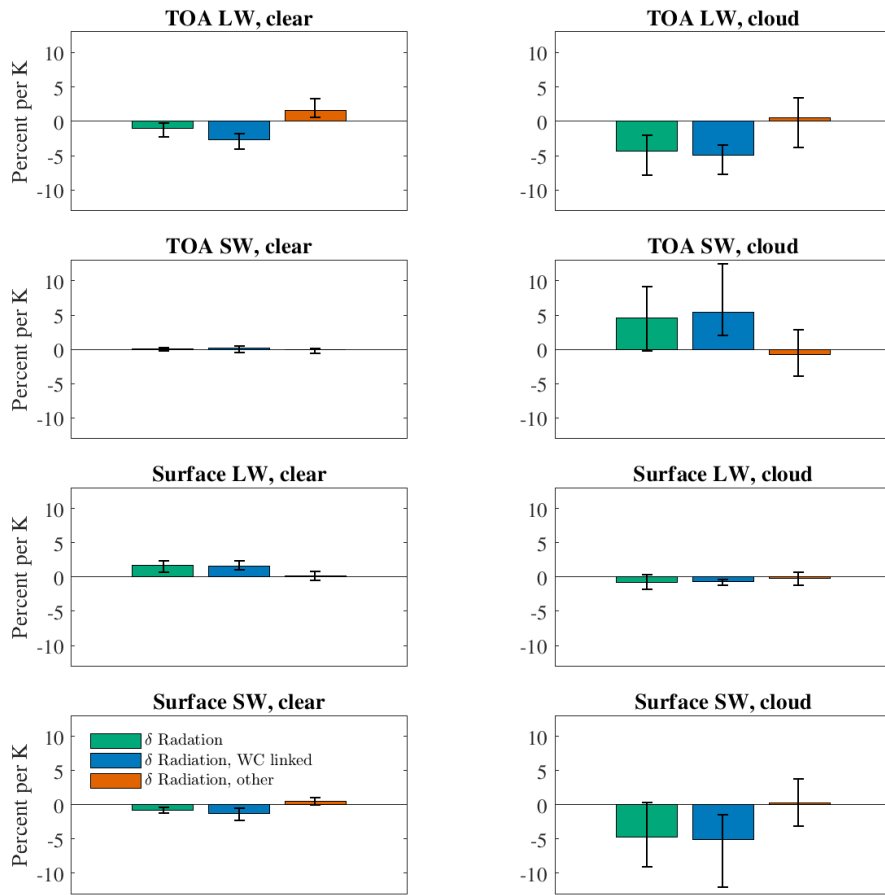 TOA LW, clear
TOA LW, cloud
Percent per K
10
5
0
-5
-10
10
5
0
-5
-10
TOA SW, clear
TOA SW, cloud
Percent per K
10
5
0
-5
-10
10
5
0
-5
-10
Surface LW, clear
Surface LW, cloud
Percent per K
10
5
0
-5
-10
10
5
0
-5
-10
Surface SW, clear
Surface SW, cloud
Percent per K
10
5
0
-5
-10
δ Radation
δ Radiation, WC linked
δ Radiation, other
10
5
0
-5
-10